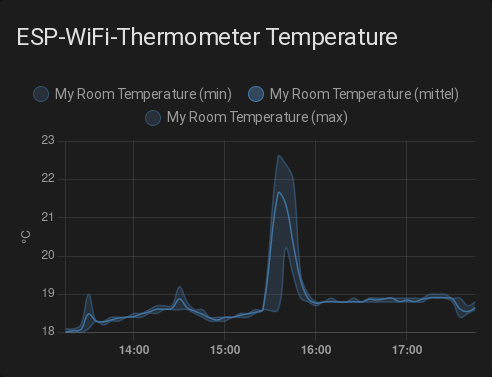 ESP-WiFi-Thermometer Temperature
My Room Temperature (min) My Room Temperature (mittel)
My Room Temperature (max)
23
22
21
°C
20
19
18
14:00 15:00 16:00 17:00